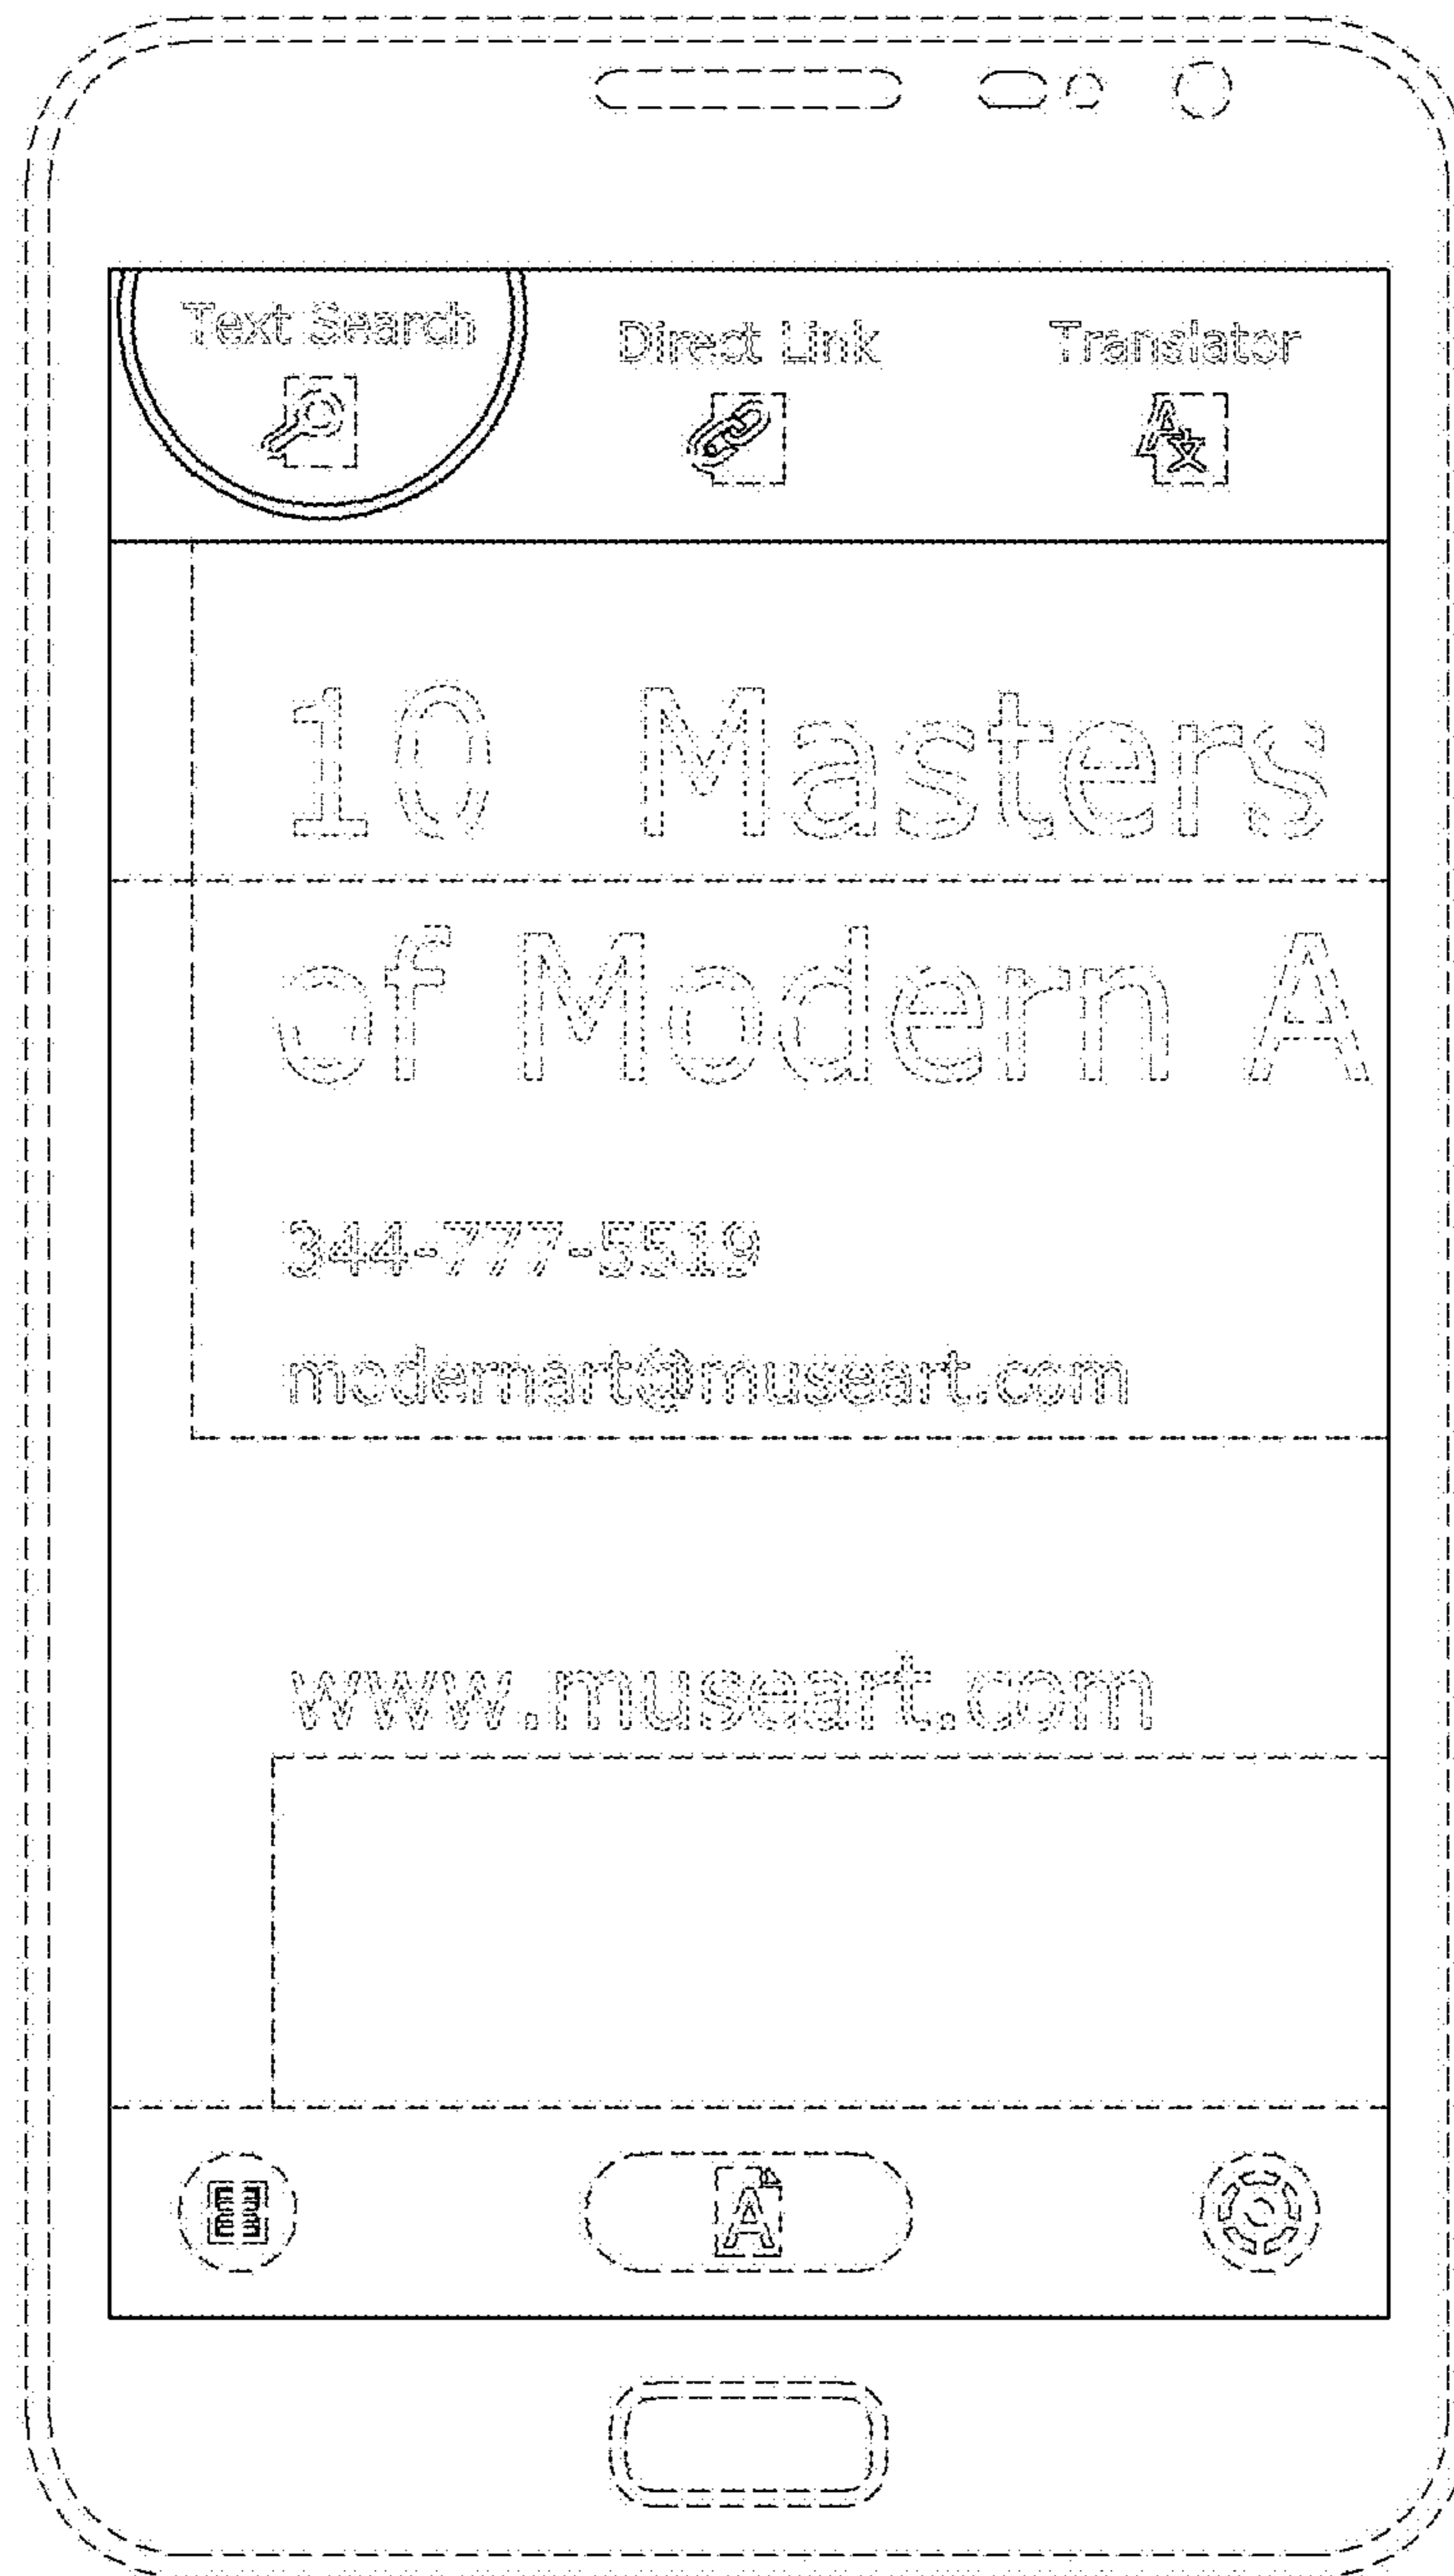 Text Search Direct Link Translator
10 Masters
of Modern A
344-777-5519
modernart@museart.com
www.museart.com
A